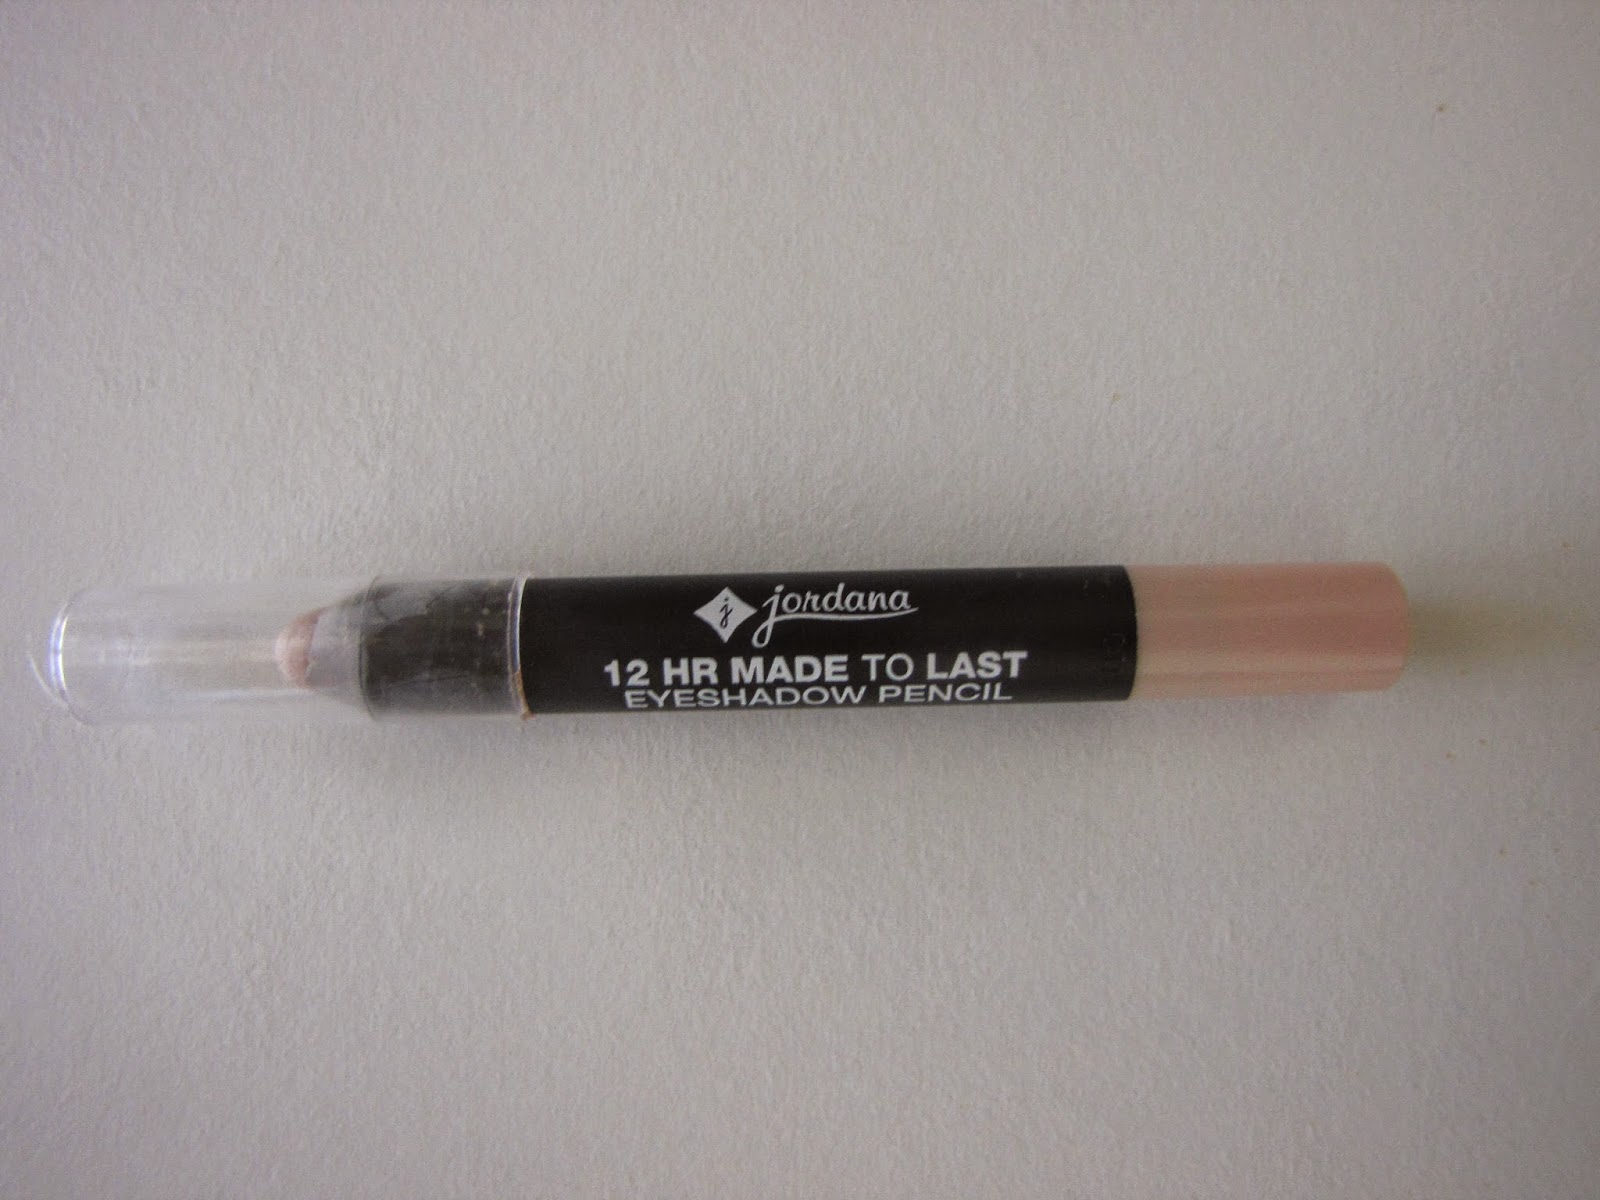 j jordana
12 HR MADE TO LAST
EYESHADOW PENCIL